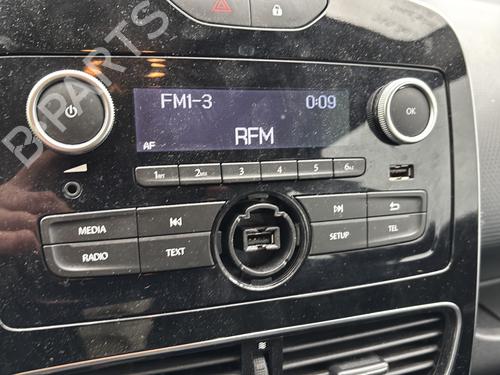 B-PARTS
FM1-3 0:09
AF RFM
OK
1 2 3 4 5 6
MEDIA
RADIO TEXT SETUP TEL